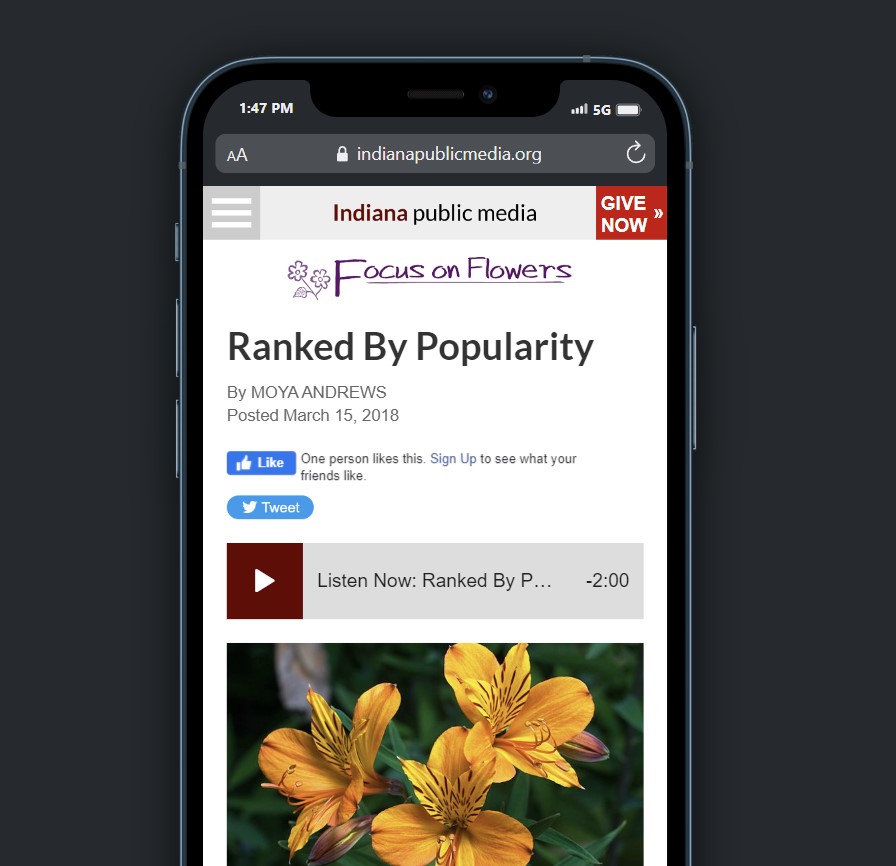 1:47 PM 5G
AA indianapublicmedia.org
Indiana public media
GIVE NOW »
Focus on Flowers
Ranked By Popularity
By MOYA ANDREWS
Posted March 15, 2018
Like One person likes this. Sign Up to see what your
friends like.
Tweet
Listen Now: Ranked By P... -2:00